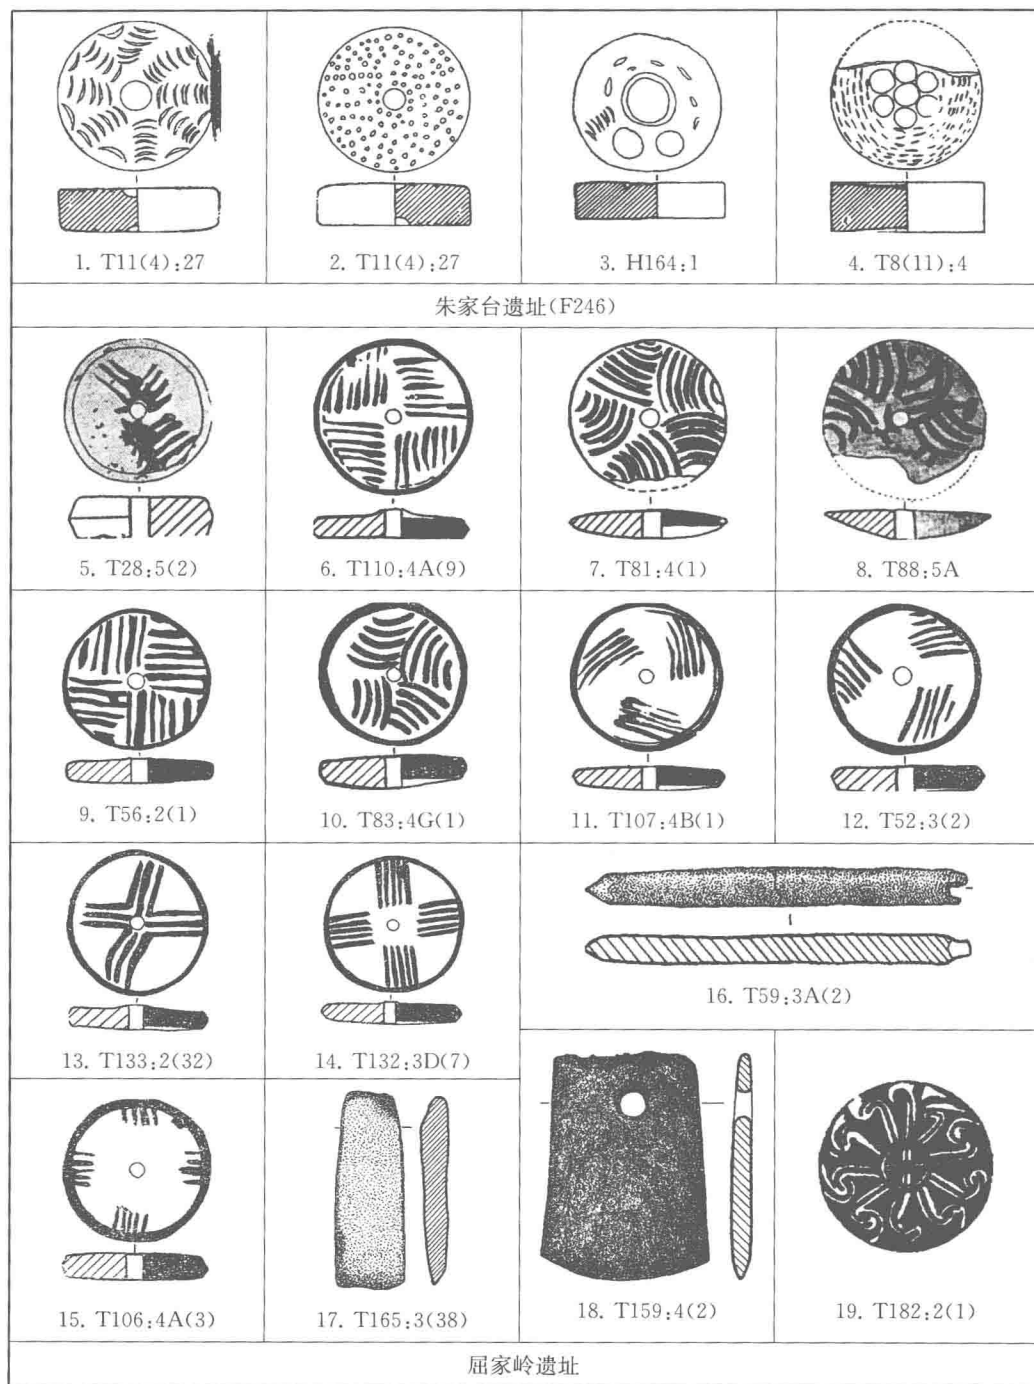 1. T11(4):27
2. T11(4):27
3. H164:1
4. T8(11):4
朱家台遗址(F246)
5. T28:5(2)
6. T110:4A(9)
7. T81:4(1)
8. T88:5A
9. T56:2(1)
10. T83:4G(1)
11. T107:4B(1)
12. T52:3(2)
13. T133:2(32)
14. T132:3D(7)
16. T59:3A(2)
15. T106:4A(3)
17. T165:3(38)
18. T159:4(2)
19. T182:2(1)
屈家岭遗址